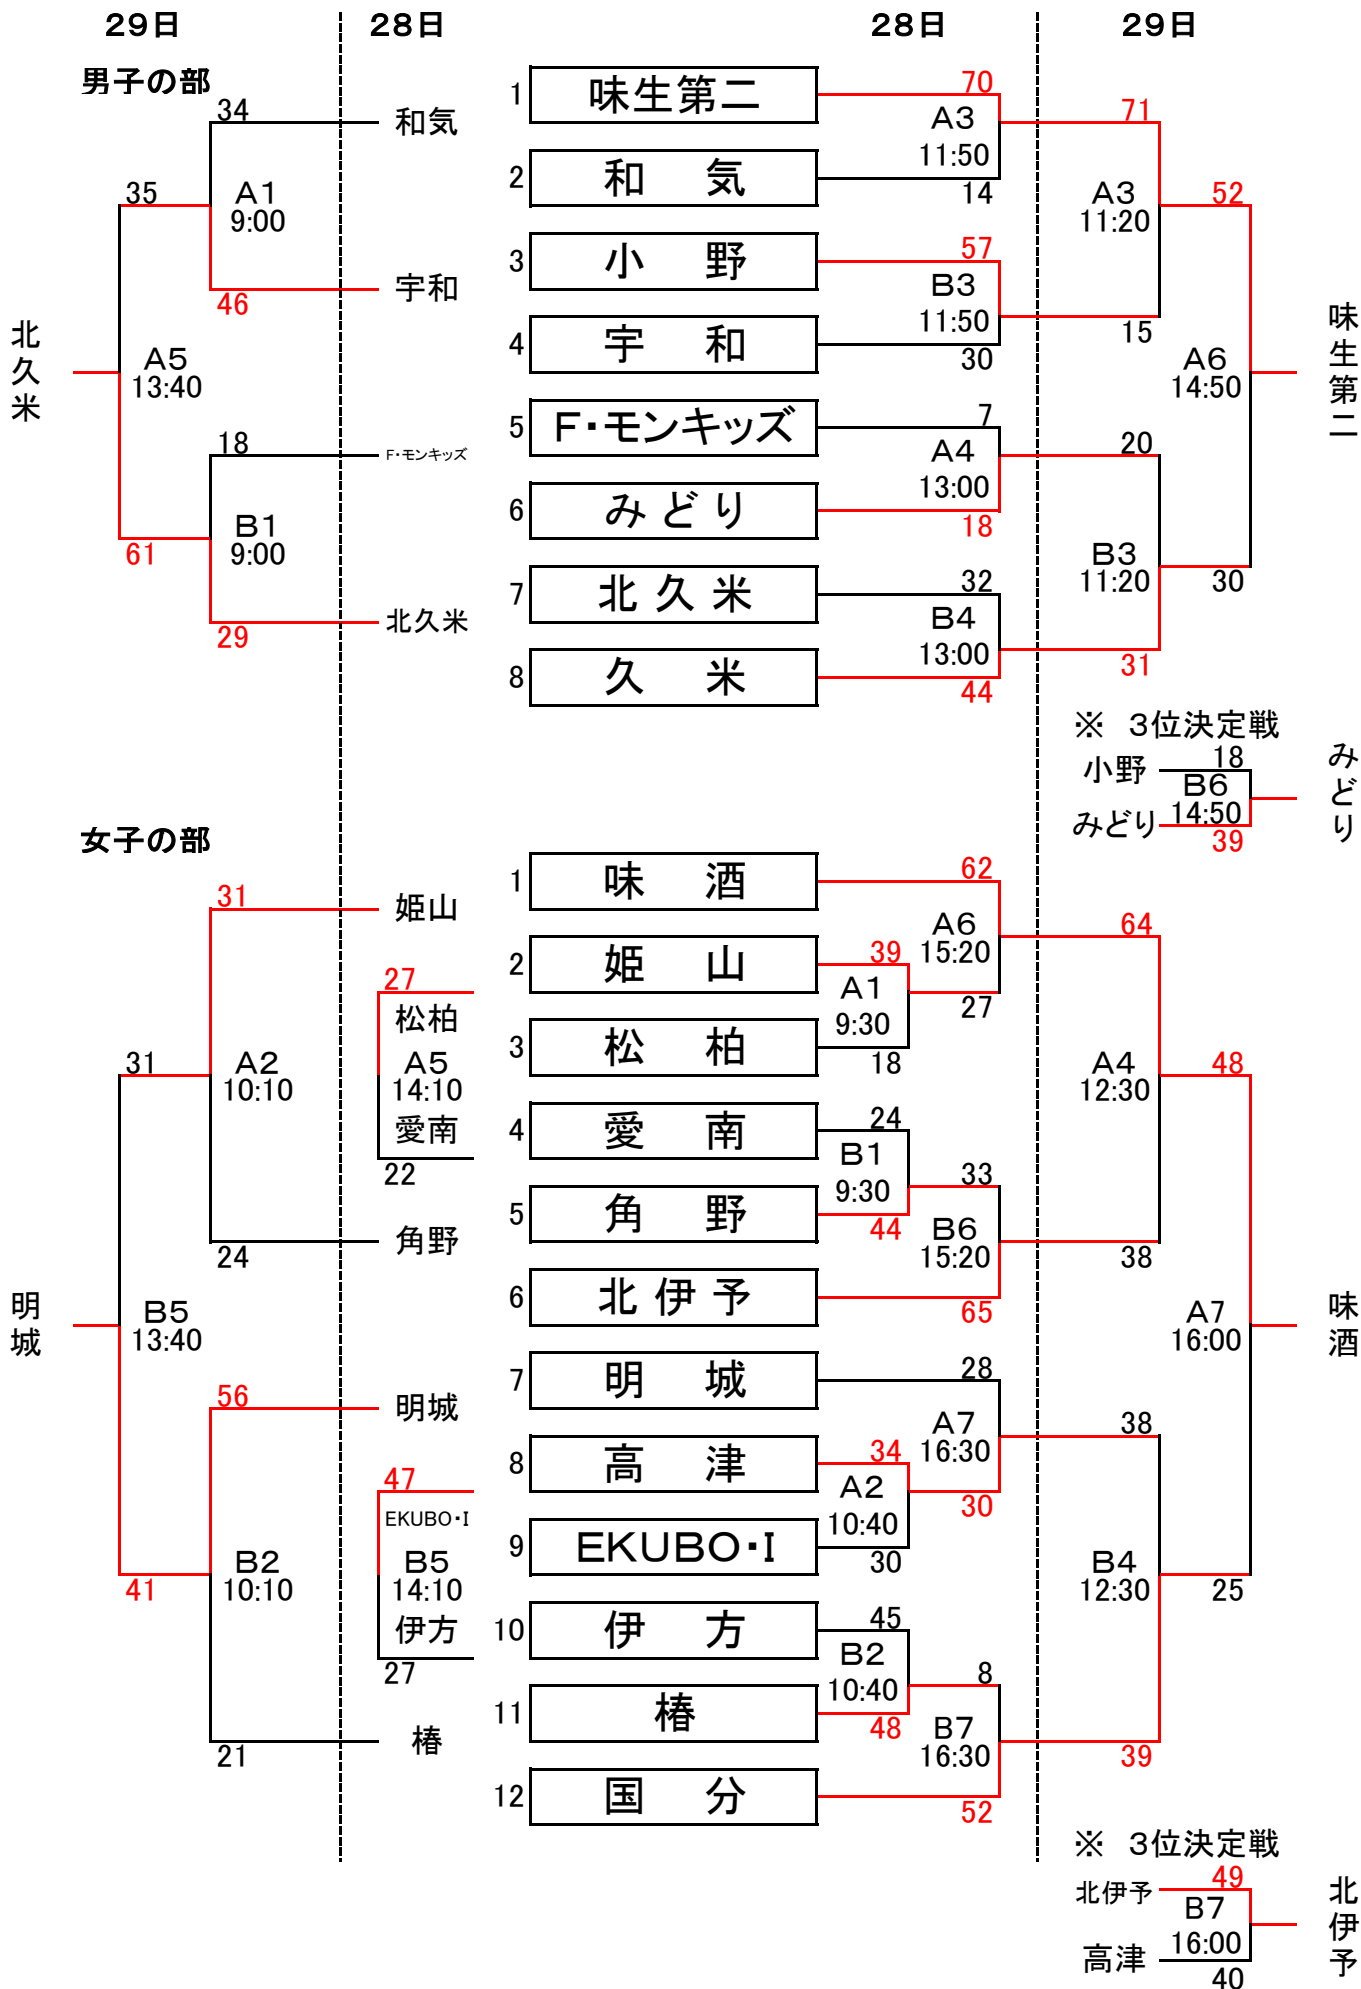 29日 28日 28日 29日
男子の部
34
和気
A1
9:00
35
宇和
46
北久米
A5
13:40
18
F・モンキッズ
B1
9:00
61
北久米
29
1 味生第二 70
A3
11:50
2 和気 14
3 小野 57
B3
11:50
4 宇和 30
5 F・モンキッズ 7
A4
13:00
6 みどり 18
7 北久米 32
B4
13:00
8 久米 44
71
A3
11:20
15
52
A6
14:50
味生第二
20
B3
11:20
30
31
※ 3位決定戦
小野 18
B6
14:50
みどり 39
みどり
女子の部
31
姫山
27
松柏
A5
14:10
愛南
22
31
A2
10:10
角野
24
明城
B5
13:40
56
明城
47
EKUBO・I
B5
14:10
伊方
27
41
B2
10:10
椿
21
1 味酒 62
A6
15:20
2 姫山 39
27
A1
9:30
3 松柏 18
4 愛南 24
B1
9:30
33
5 角野 44
B6
15:20
6 北伊予 65
7 明城 28
A7
16:30
8 高津 34
30
A2
10:40
9 EKUBO・I 30
10 伊方 45
B2
10:40
8
11 椿 48
B7
16:30
12 国分 52
64
A4
12:30
48
38
A7
16:00
味酒
38
B4
12:30
25
39
※ 3位決定戦
北伊予 49
B7
16:00
高津 40
北伊予